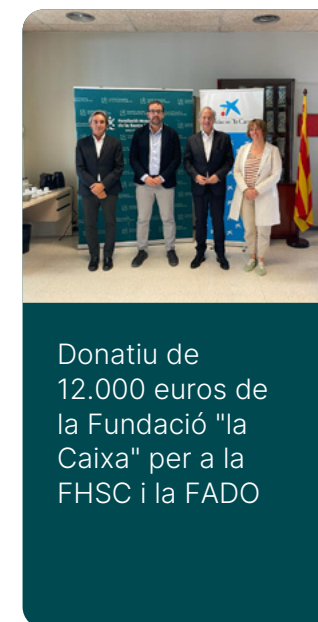 Donatiu de
12.000 euros de
la Fundació "la
Caixa" per a la
FHSC i la FADO